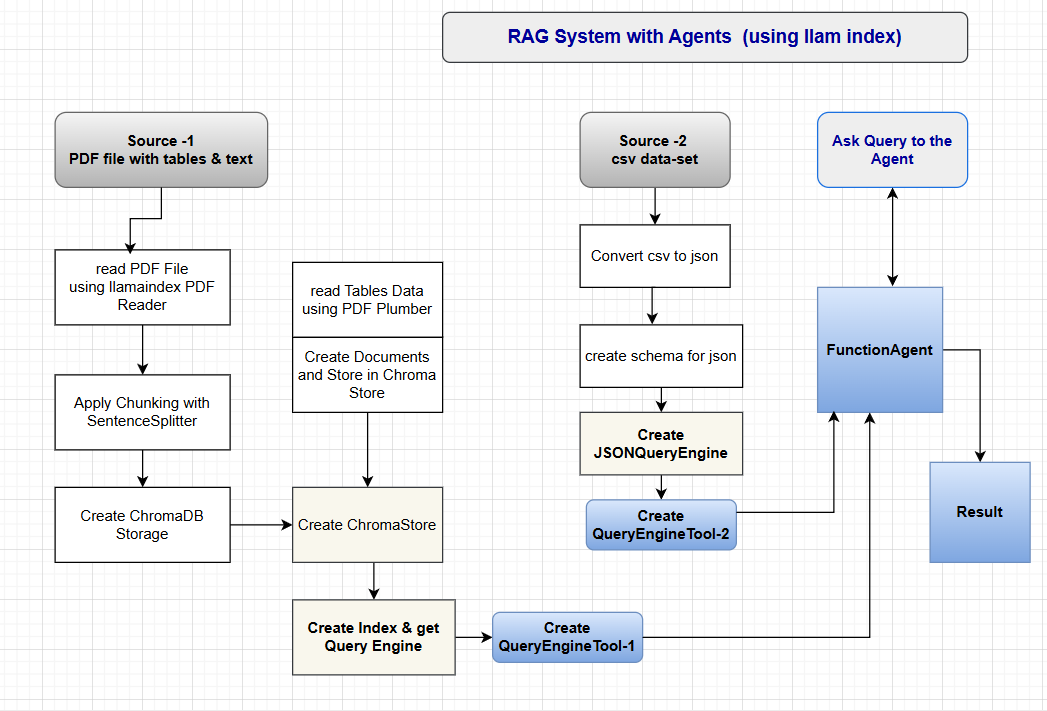 RAG System with Agents  (using llam index)
Source -1
PDF file with tables & text
Source -2
csv data-set
Ask Query to the
Agent
read PDF File
using llamaindex PDF
Reader
read Tables Data
using PDF Plumber
Create Documents
and Store in Chroma
Store
Convert csv to json
create schema for json
FunctionAgent
Apply Chunking with
SentenceSplitter
Create
JSONQueryEngine
Create ChromaDB
Storage
Create ChromaStore
Create
QueryEngineTool-2
Result
Create Index & get
Query Engine
Create
QueryEngineTool-1